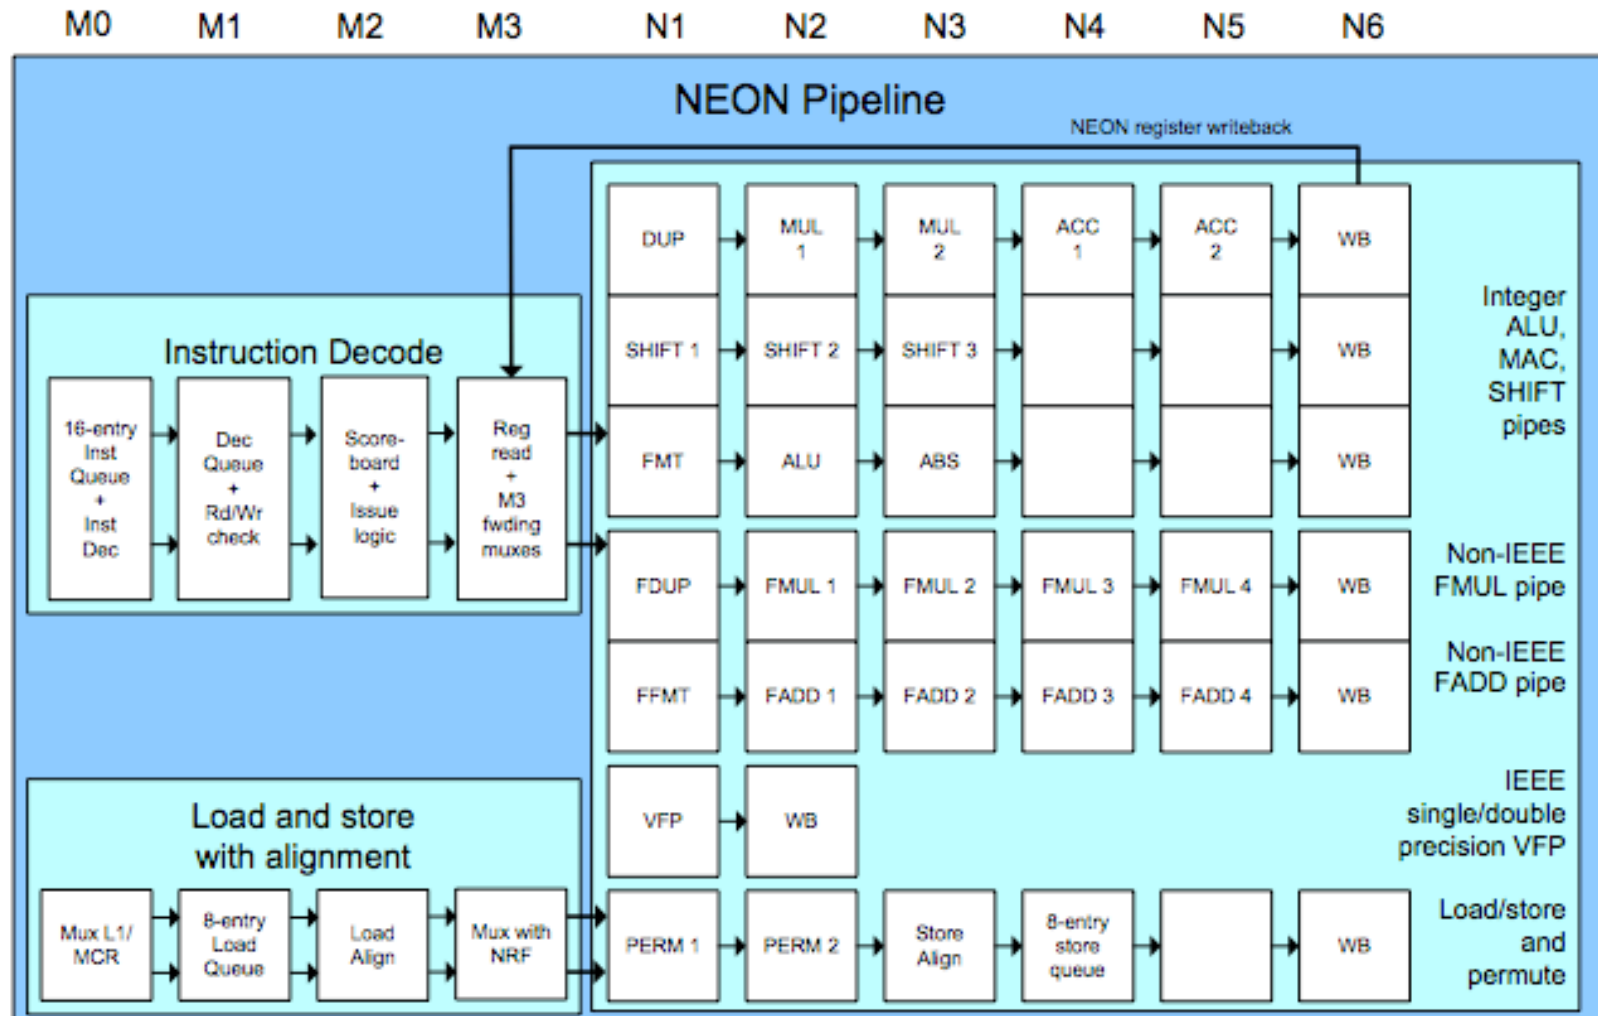 M0 M1 M2 M3 N1 N2 N3 N4 N5 N6
NEON Pipeline
NEON register writeback
DUP
MUL
1
MUL
2
ACC
1
ACC
2
WB
SHIFT 1
SHIFT 2
SHIFT 3
WB
FMT
ALU
ABS
WB
Integer
ALU,
MAC,
SHIFT
pipes
Instruction Decode
16-entry
Inst
Queue
+
Inst
Dec
Dec
Queue
+
Rd/Wr
check
Score-
board
+
Issue
logic
Reg
read
+
M3
fwding
muxes
FDUP
FMUL 1
FMUL 2
FMUL 3
FMUL 4
WB
Non-IEEE
FMUL pipe
FFMT
FADD 1
FADD 2
FADD 3
FADD 4
WB
Non-IEEE
FADD pipe
VFP
WB
IEEE
single/double
precision VFP
Load and store
with alignment
Mux L1/
MCR
8-entry
Load
Queue
Load
Align
Mux with
NRF
PERM 1
PERM 2
Store
Align
8-entry
store
queue
WB
Load/store
and
permute